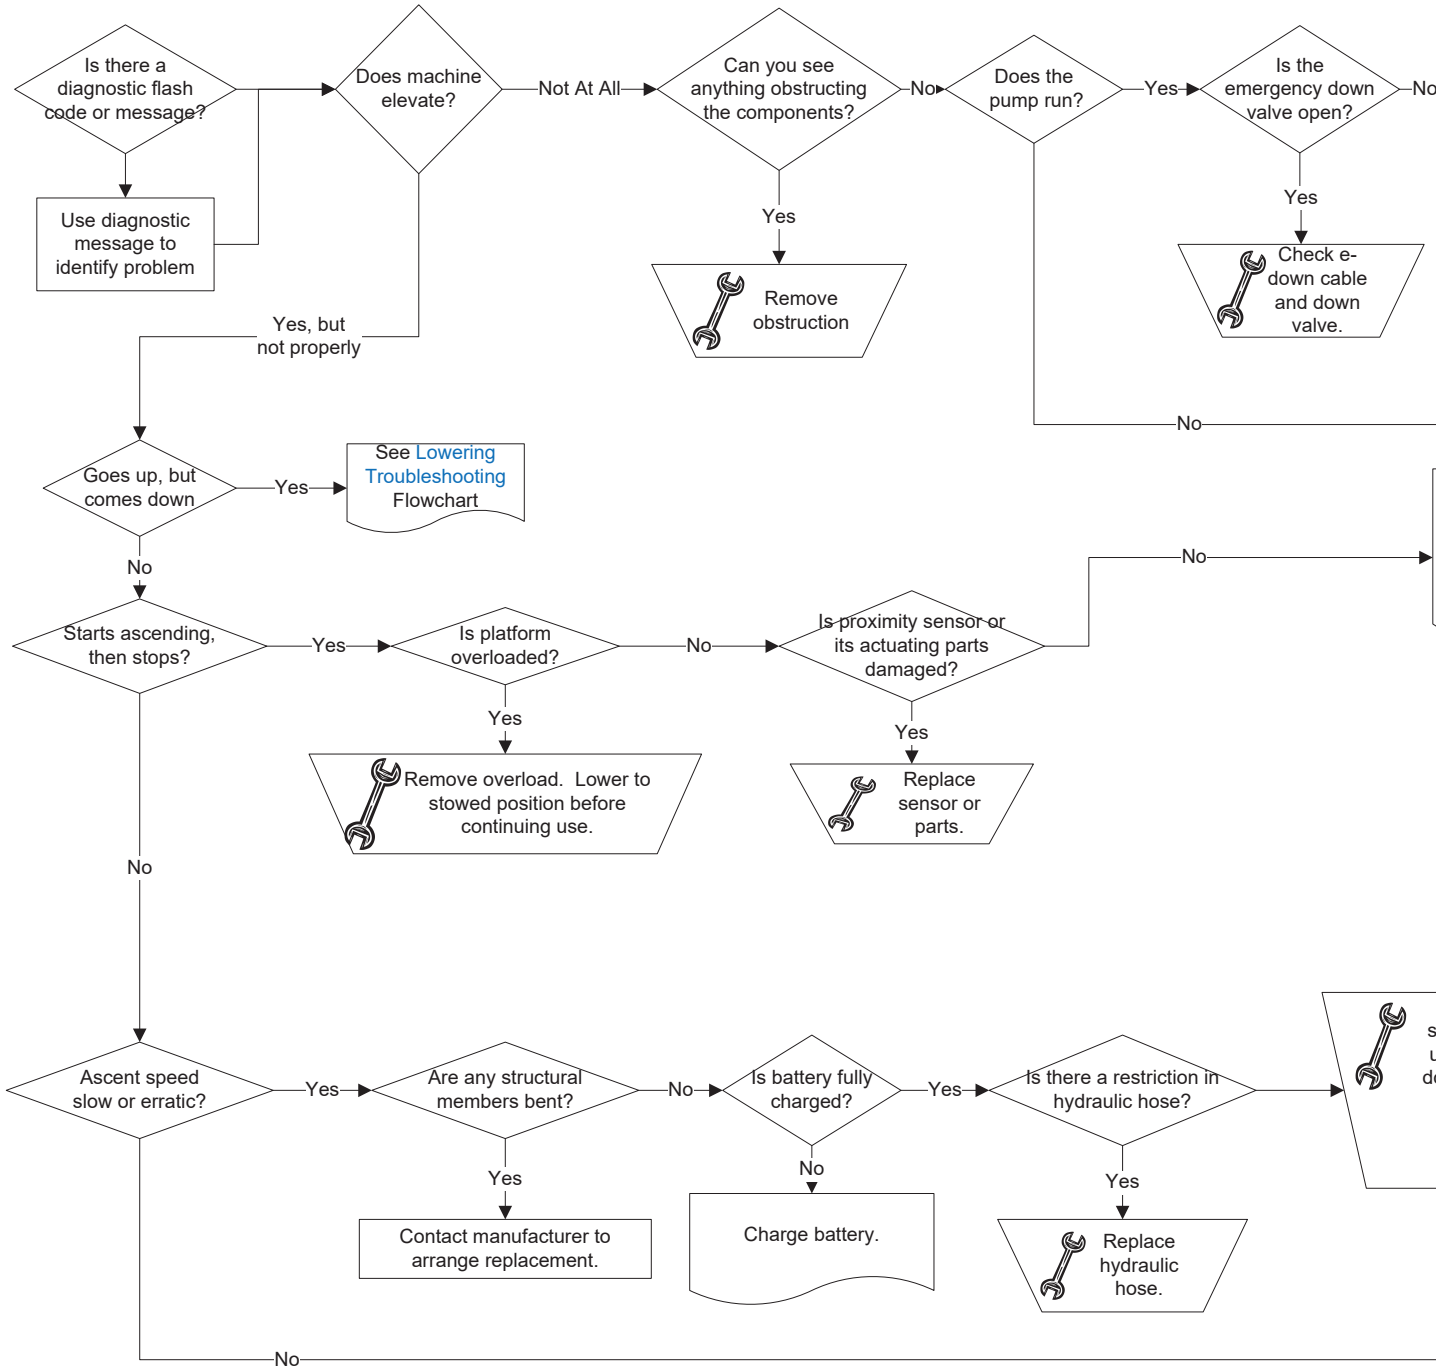 Is there a
diagnostic flash
code or message?
Does machine
elevate?
Not At All
Can you see
anything obstructing
the components?
No
Does the
pump run?
Yes
Is the
emergency down
valve open?
No
Use diagnostic
message to
identify problem
Yes
Remove
obstruction
Yes
Check e-
down cable
and down
valve.
Yes, but
not properly
No
Goes up, but
comes down
Yes
See Lowering
Troubleshooting
Flowchart
No
No
Starts ascending,
then stops?
Yes
Is platform
overloaded?
No
Is proximity sensor or
its actuating parts
damaged?
Yes
Remove overload.  Lower to
stowed position before
continuing use.
Yes
Replace
sensor or
parts.
No
Ascent speed
slow or erratic?
Yes
Are any structural
members bent?
No
Is battery fully
charged?
Yes
Is there a restriction in
hydraulic hose?
Yes
Contact manufacturer to
arrange replacement.
No
Charge battery.
Yes
Replace
hydraulic
hose.
No